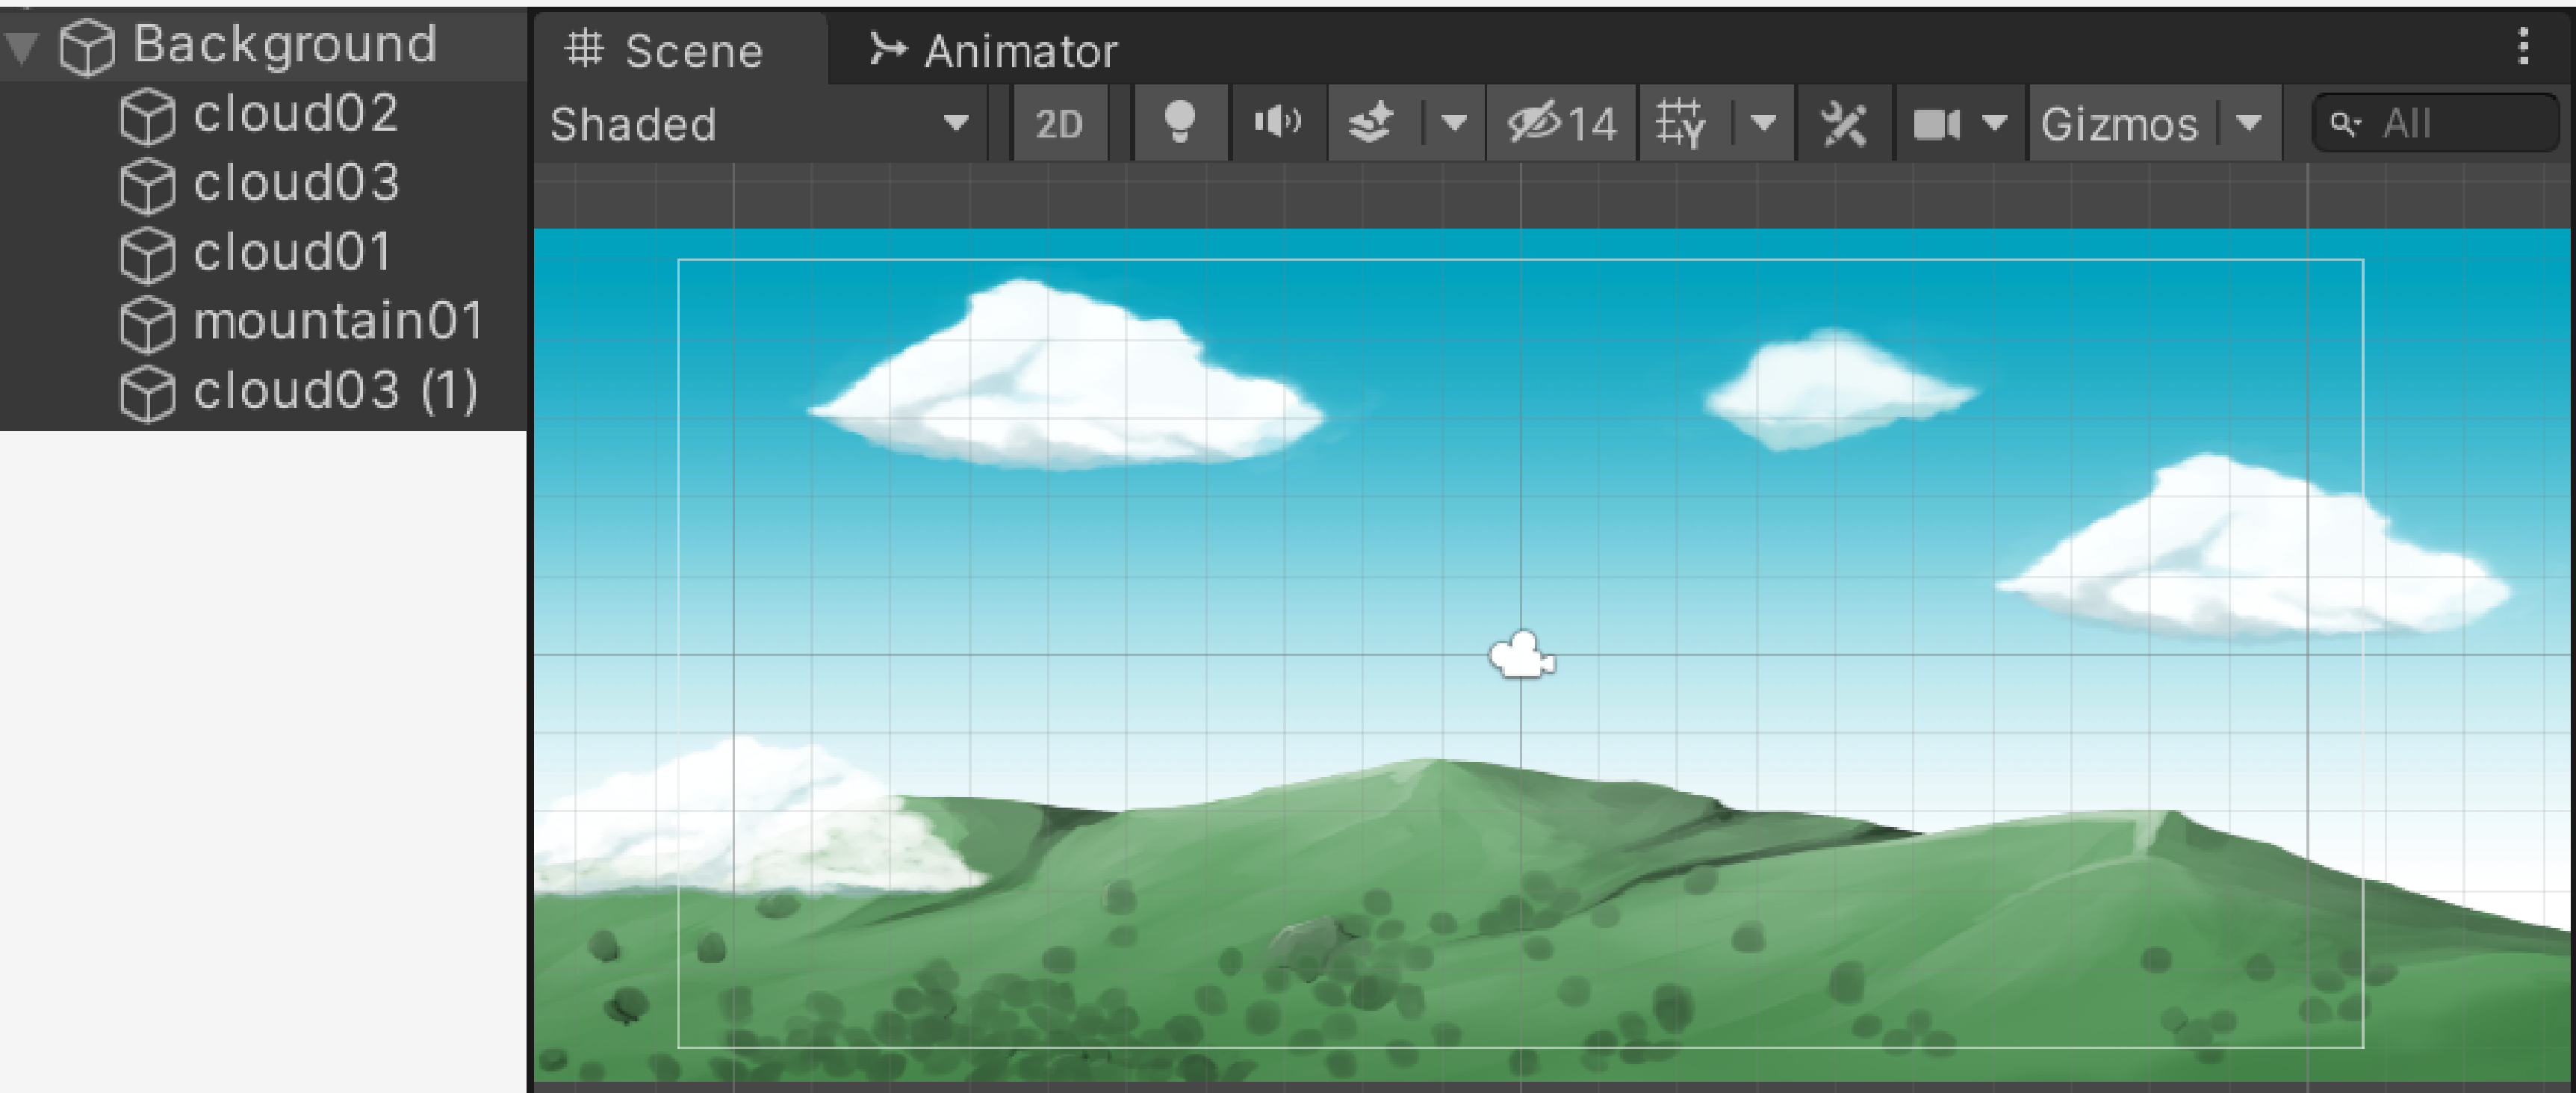 Background
cloud02
cloud03
cloud01
mountain01
cloud03 (1)
Scene Animator
Shaded 2D 14 Gizmos All